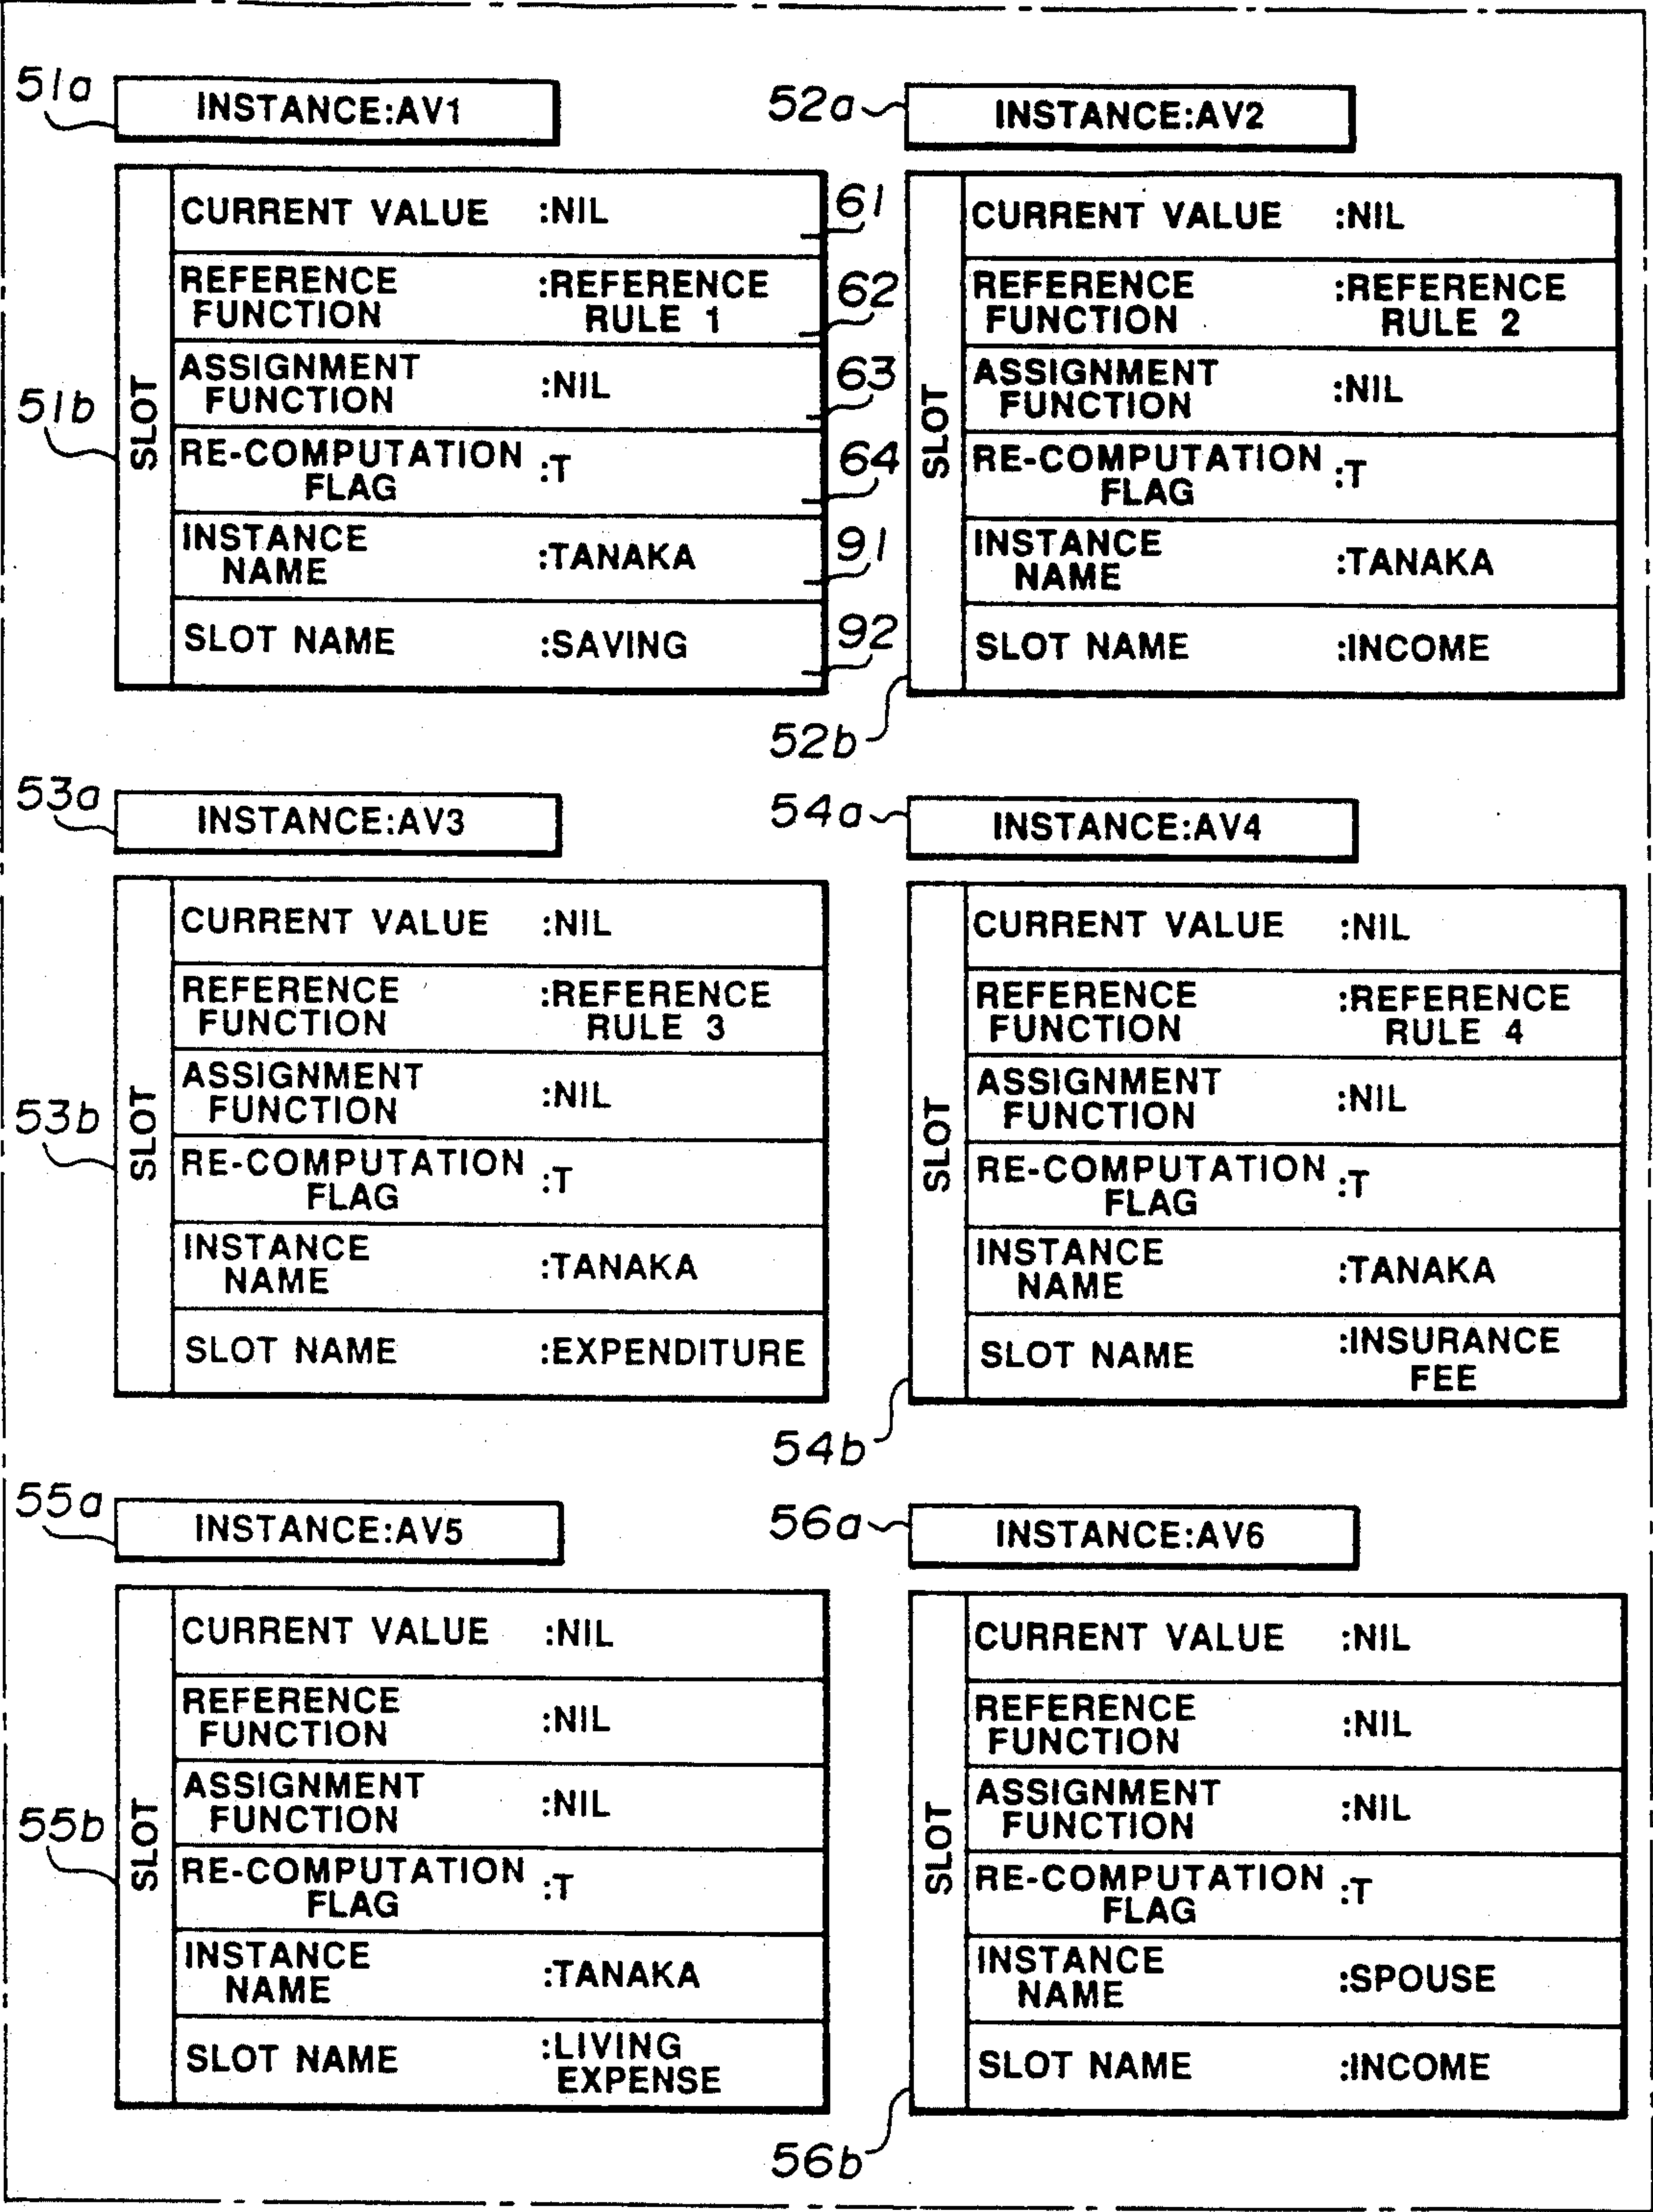 51a
INSTANCE:AV1
51b
SLOT
CURRENT VALUE :NIL
61
REFERENCE :REFERENCE
FUNCTION RULE 1
62
ASSIGNMENT
FUNCTION :NIL
63
RE-COMPUTATION
FLAG :T
64
INSTANCE
NAME :TANAKA
91
SLOT NAME :SAVING
92
52a
INSTANCE:AV2
52b
SLOT
CURRENT VALUE :NIL
REFERENCE :REFERENCE
FUNCTION RULE 2
ASSIGNMENT
FUNCTION :NIL
RE-COMPUTATION
FLAG :T
INSTANCE
NAME :TANAKA
SLOT NAME :INCOME
53a
INSTANCE:AV3
53b
SLOT
CURRENT VALUE :NIL
REFERENCE :REFERENCE
FUNCTION RULE 3
ASSIGNMENT
FUNCTION :NIL
RE-COMPUTATION
FLAG :T
INSTANCE
NAME :TANAKA
SLOT NAME :EXPENDITURE
54a
INSTANCE:AV4
54b
SLOT
CURRENT VALUE :NIL
REFERENCE :REFERENCE
FUNCTION RULE 4
ASSIGNMENT
FUNCTION :NIL
RE-COMPUTATION
FLAG :T
INSTANCE
NAME :TANAKA
SLOT NAME :INSURANCE
FEE
55a
INSTANCE:AV5
55b
SLOT
CURRENT VALUE :NIL
REFERENCE
FUNCTION :NIL
ASSIGNMENT
FUNCTION :NIL
RE-COMPUTATION
FLAG :T
INSTANCE
NAME :TANAKA
SLOT NAME :LIVING
EXPENSE
56a
INSTANCE:AV6
56b
SLOT
CURRENT VALUE :NIL
REFERENCE
FUNCTION :NIL
ASSIGNMENT
FUNCTION :NIL
RE-COMPUTATION
FLAG :T
INSTANCE
NAME :SPOUSE
SLOT NAME :INCOME